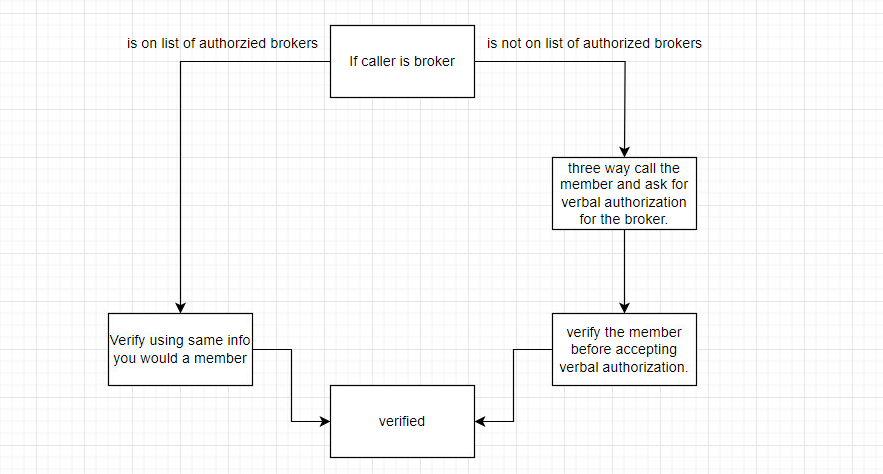 is on list of authorzied brokers
If caller is broker
is not on list of authorized brokers
three way call the
member and ask for
verbal authorization
for the broker.
Verify using same info
you would a member
verify the member
before accepting
verbal authorization.
verified